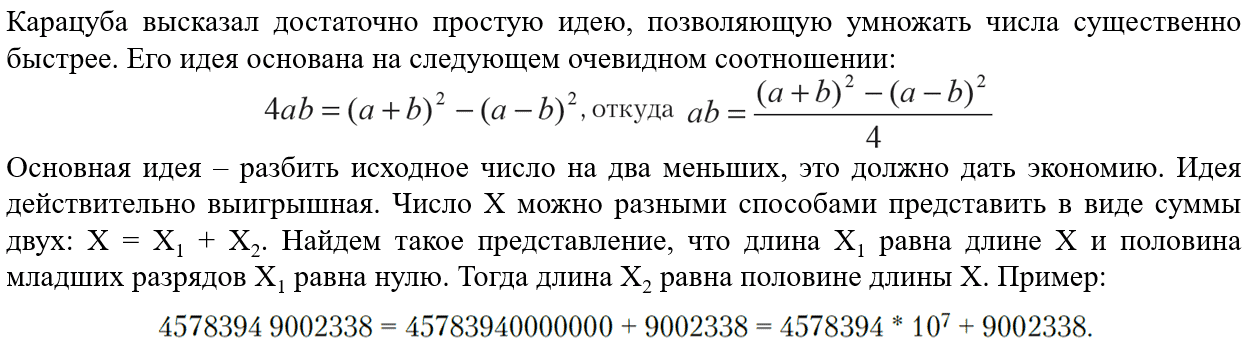 Карацуба высказал достаточно простую идею, позволяющую умножать числа существенно
быстрее. Его идея основана на следующем очевидном соотношении:
4ab = (a + b)² − (a − b)², откуда ab = ((a + b)² − (a − b)²) / 4
Основная идея – разбить исходное число на два меньших, это должно дать экономию. Идея
действительно выигрышная. Число X можно разными способами представить в виде суммы
двух: X = X₁ + X₂. Найдем такое представление, что длина X₁ равна длине X и половина
младших разрядов X₁ равна нулю. Тогда длина X₂ равна половине длины X. Пример:
4578394 9002338 = 45783940000000 + 9002338 = 4578394 * 10⁷ + 9002338.